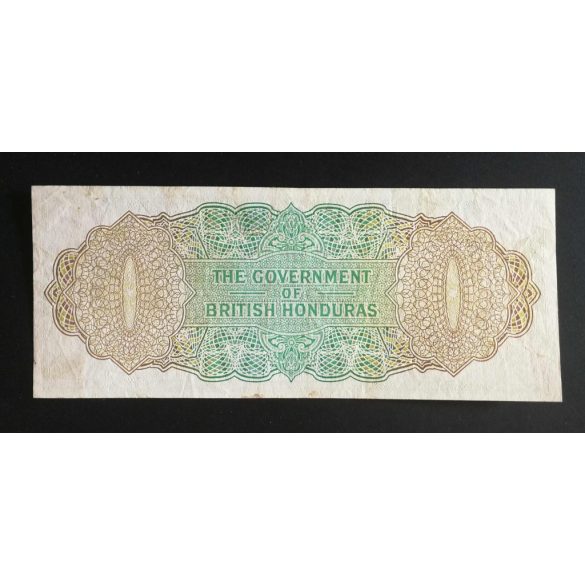 THE GOVERNMENT
OF
BRITISH HONDURAS